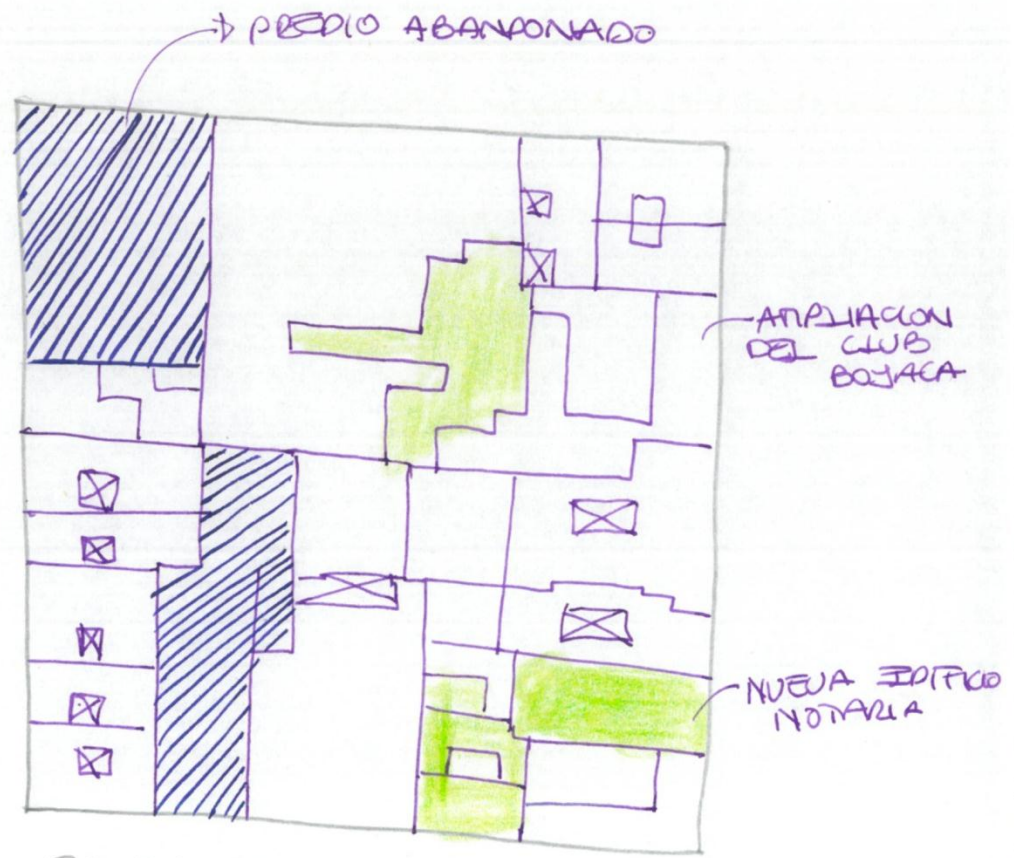 PREDIO ABANDONADO
AMPLIACION
DEL CLUB
BOYACA
NUEVA EDIFICIO
NOTARIA